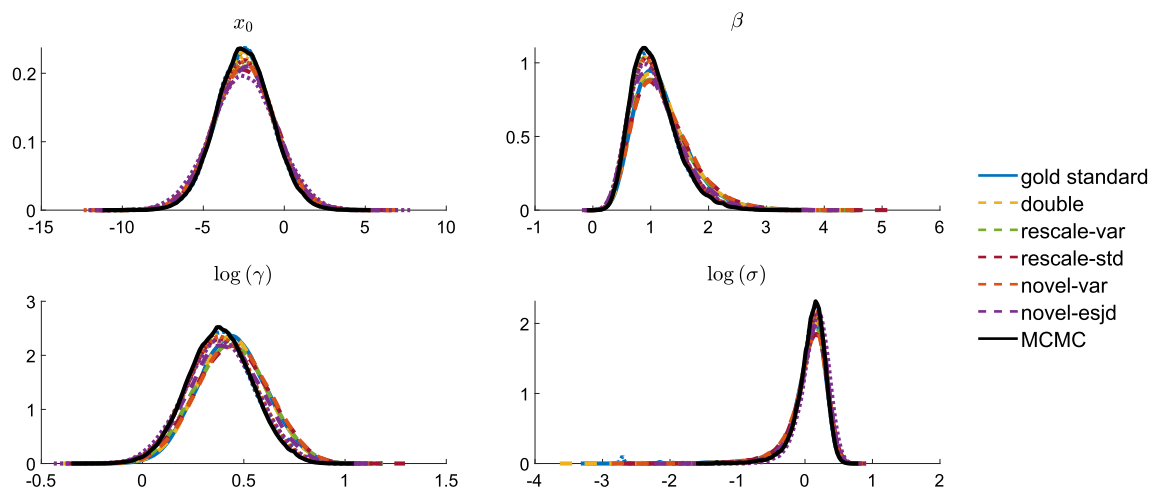 x₀
0.2
0.1
0
-15 -10 -5 0 5 10
β
1
0.5
0
-1 0 1 2 3 4 5 6
log (γ)
3
2
1
0
-0.5 0 0.5 1 1.5
log (σ)
2
1
0
-4 -3 -2 -1 0 1 2
gold standard
double
rescale-var
rescale-std
novel-var
novel-esjd
MCMC